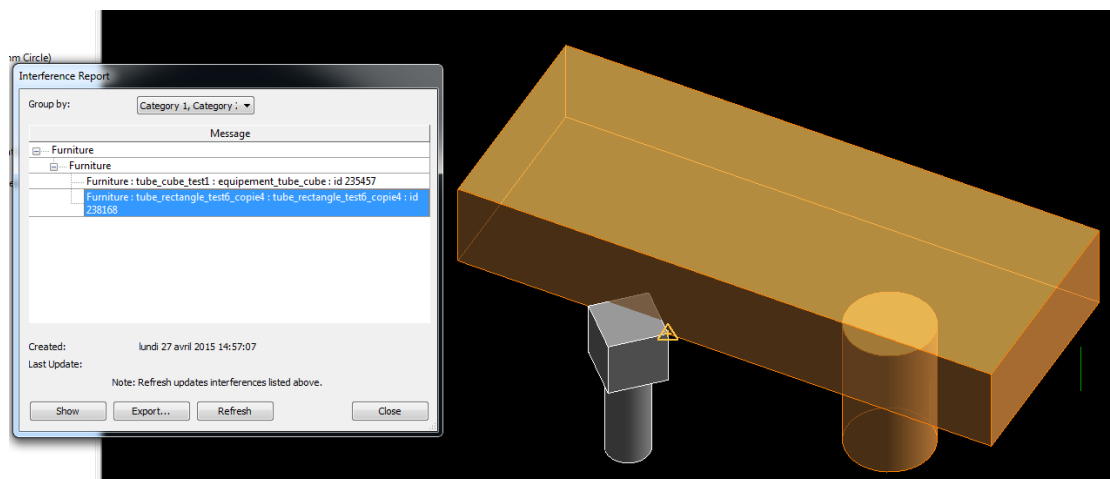 mm Circle)
Interference Report
Group by:
Category 1, Category :
Message
Furniture
Furniture
Furniture : tube_cube_test1 : equipement_tube_cube : id 235457
Furniture : tube_rectangle_test6_copie4 : tube_rectangle_test6_copie4 : id
238168
Created: lundi 27 avril 2015 14:57:07
Last Update:
Note: Refresh updates interferences listed above.
Show Export... Refresh Close